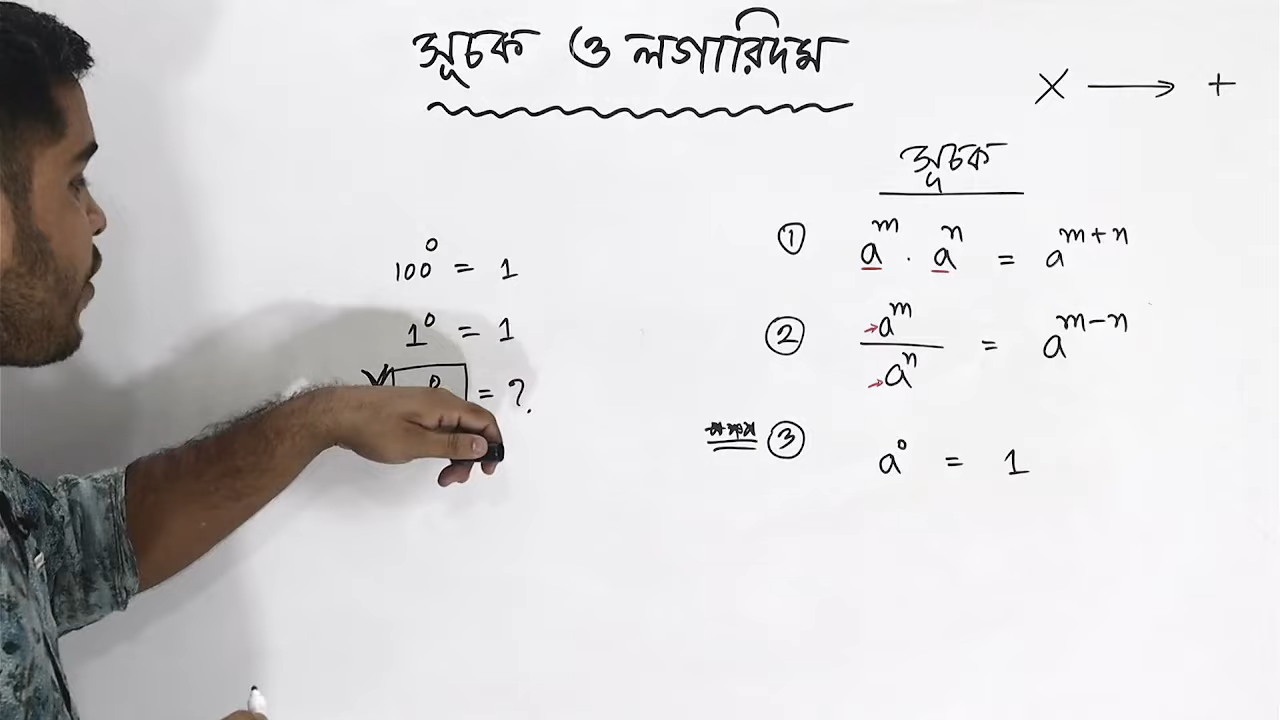 সূচক ও লগারিদম
X → +
সূচক
① aᵐ · aⁿ = aᵐ⁺ⁿ
100⁰ = 1
② aᵐ / aⁿ = aᵐ⁻ⁿ
1⁰ = 1
= ?
③ a⁰ = 1